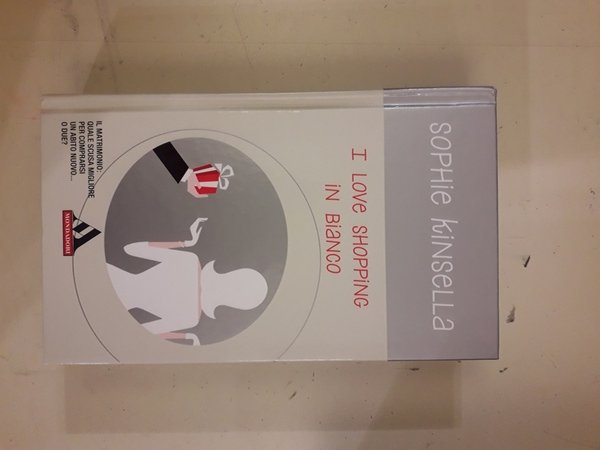 SOPHIE KINSELLA
I LOVE SHOPPING
IN BIANCO
IL MATRIMONIO:
QUALE SCUSA MIGLIORE
PER COMPRARSI
UN ABITO NUOVO...
O DUE?
MONDADORI